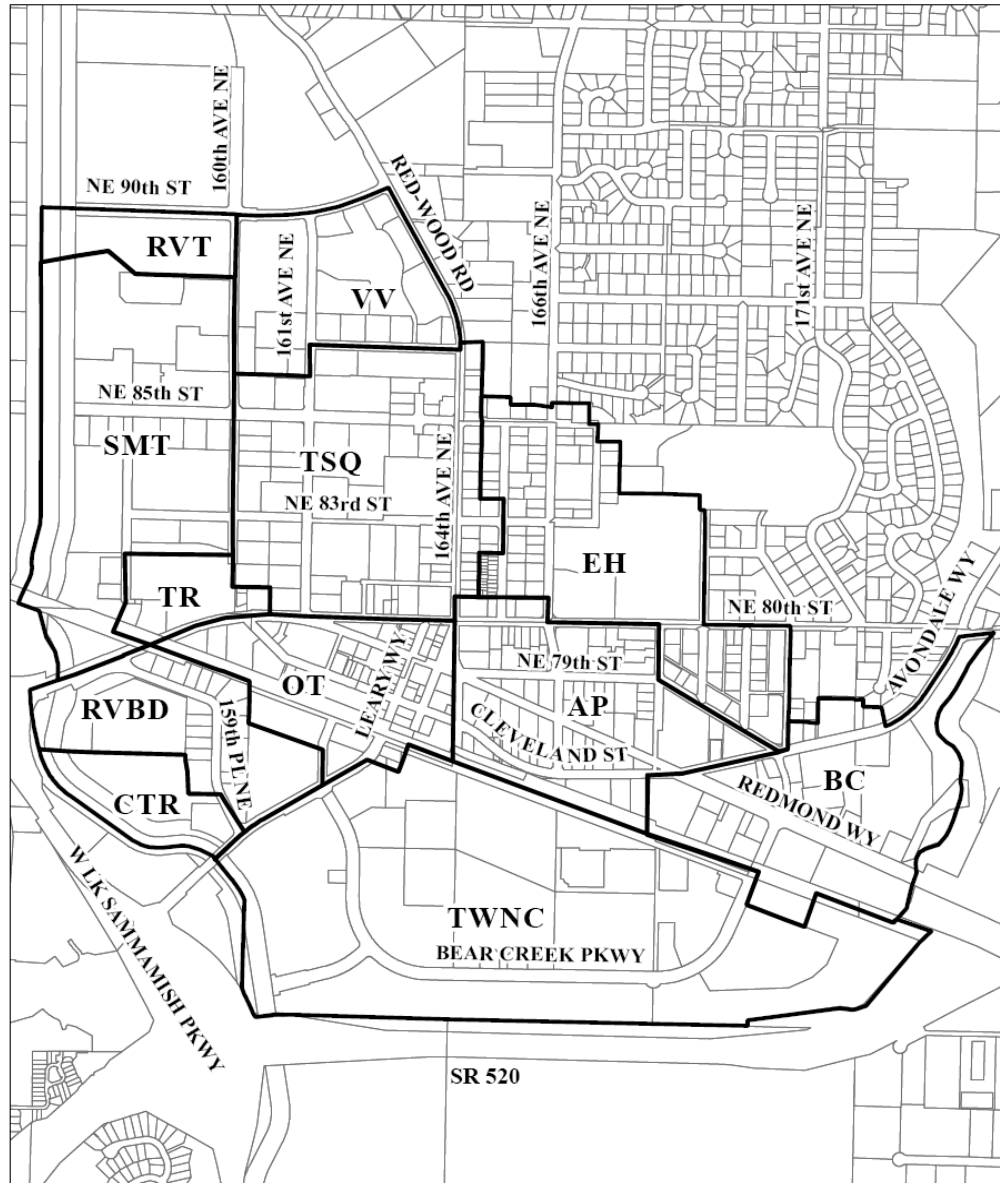 160th AVE NE
RED-WOOD RD
NE 90th ST
RVT
166th AVE NE
171st AVE NE
161st AVE NE
VV
NE 85th ST
SMT
TSQ
164th AVE NE
NE 83rd ST
EH
AVONDALE WY
TR
NE 80th ST
LEARY WY
NE 79th ST
OT
AP
RVBD
159th PL NE
CLEVELAND ST
BC
CTR
REDMOND WY
W LK SAMMAMISH PKWY
TWNC
BEAR CREEK PKWY
SR 520